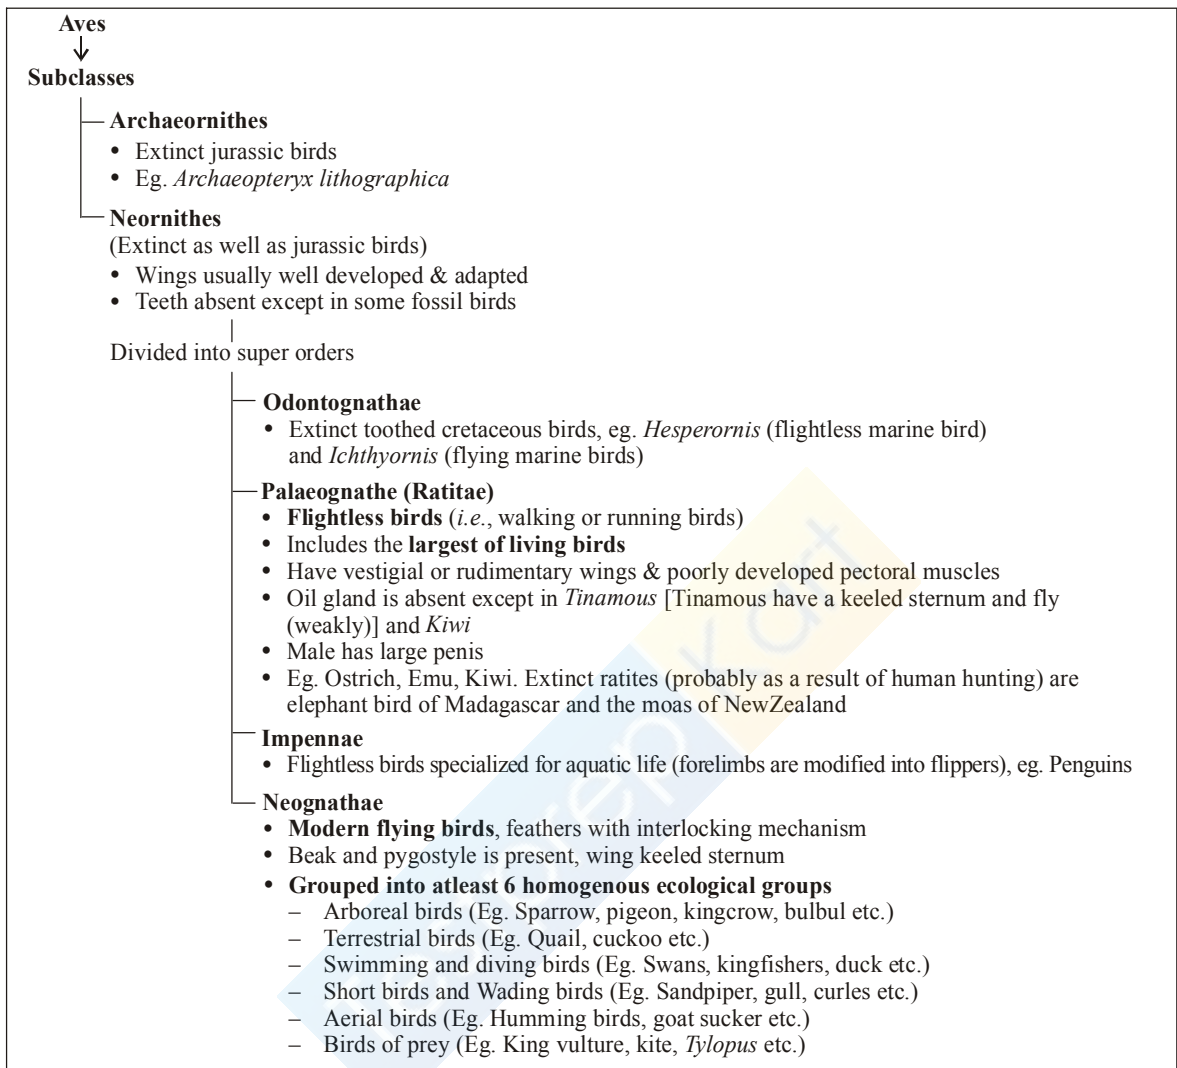 Aves
Subclasses
Archaeornithes
• Extinct jurassic birds
• Eg. Archaeopteryx lithographica
Neornithes
(Extinct as well as jurassic birds)
• Wings usually well developed & adapted
• Teeth absent except in some fossil birds
Divided into super orders
Odontognathae
• Extinct toothed cretaceous birds, eg. Hesperornis (flightless marine bird)
and Ichthyornis (flying marine birds)
Palaeognathe (Ratitae)
• Flightless birds (i.e., walking or running birds)
• Includes the largest of living birds
• Have vestigial or rudimentary wings & poorly developed pectoral muscles
• Oil gland is absent except in Tinamous [Tinamous have a keeled sternum and fly
(weakly)] and Kiwi
• Male has large penis
• Eg. Ostrich, Emu, Kiwi. Extinct ratites (probably as a result of human hunting) are
elephant bird of Madagascar and the moas of NewZealand
Impennae
• Flightless birds specialized for aquatic life (forelimbs are modified into flippers), eg. Penguins
Neognathae
• Modern flying birds, feathers with interlocking mechanism
• Beak and pygostyle is present, wing keeled sternum
• Grouped into atleast 6 homogenous ecological groups
– Arboreal birds (Eg. Sparrow, pigeon, kingcrow, bulbul etc.)
– Terrestrial birds (Eg. Quail, cuckoo etc.)
– Swimming and diving birds (Eg. Swans, kingfishers, duck etc.)
– Short birds and Wading birds (Eg. Sandpiper, gull, curles etc.)
– Aerial birds (Eg. Humming birds, goat sucker etc.)
– Birds of prey (Eg. King vulture, kite, Tylopus etc.)